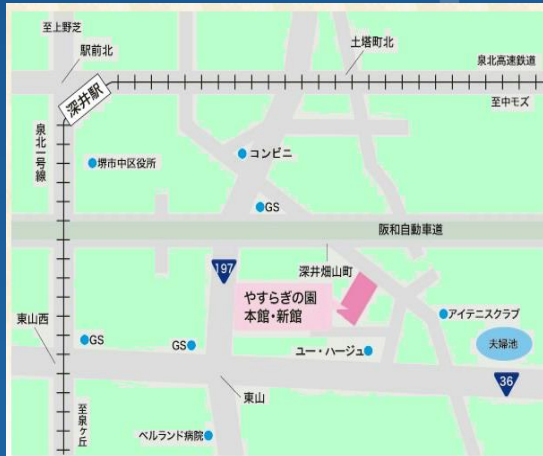 至上野芝
駅前北
土塔町北
泉北高速鉄道
深井駅
至中モズ
泉北一号線
堺市中区役所
コンビニ
GS
阪和自動車道
深井畑山町
197
やすらぎの園
本館・新館
アイテニスクラブ
東山西
GS
GS
ユー・ハージュ
夫婦池
36
東山
至泉ヶ丘
ベルランド病院